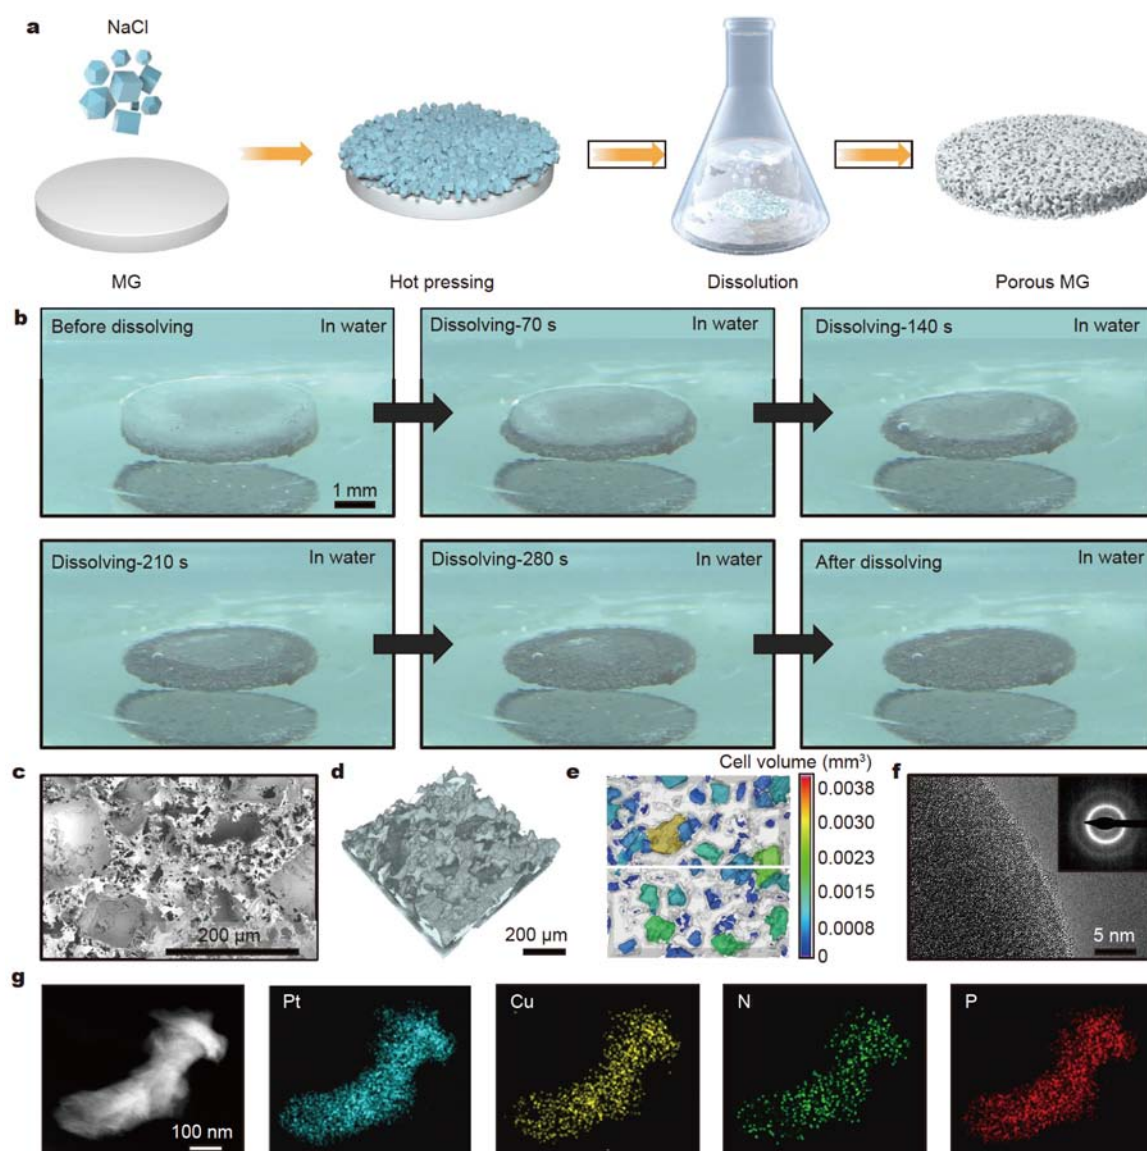 a
NaCl
MG
Hot pressing
Dissolution
Porous MG
b
Before dissolving
In water
1 mm
Dissolving-70 s
In water
Dissolving-140 s
In water
Dissolving-210 s
In water
Dissolving-280 s
In water
After dissolving
In water
c
200 μm
d
200 μm
e
Cell volume (mm³)
0.0038
0.0030
0.0023
0.0015
0.0008
0
f
5 nm
g
100 nm
Pt
Cu
N
P